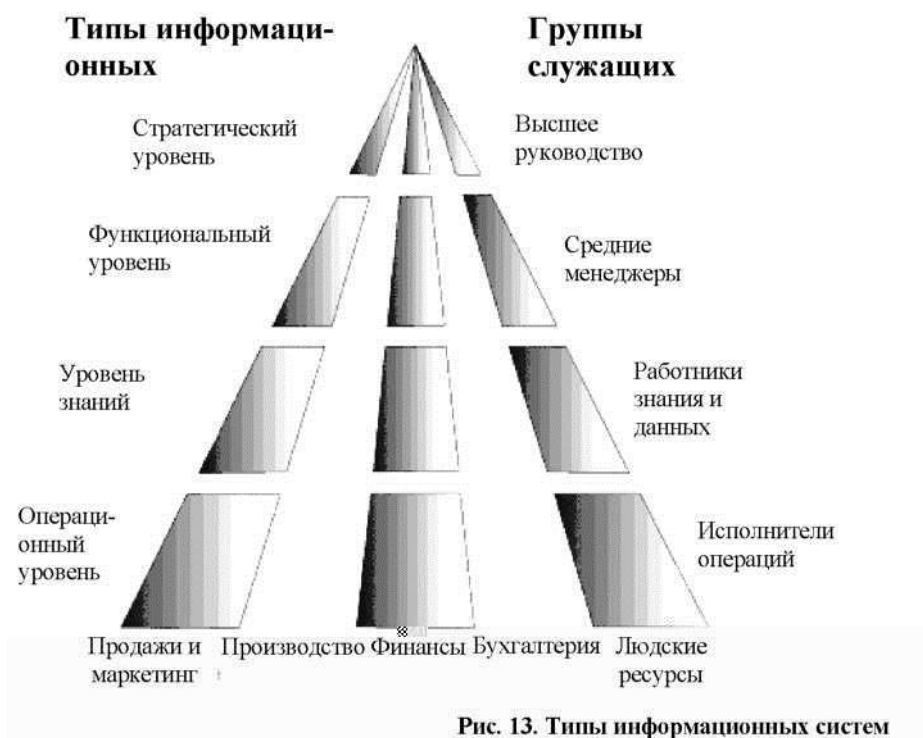 Типы информаци-
онных
Группы
служащих
Стратегический
уровень
Высшее
руководство
Функциональный
уровень
Средние
менеджеры
Уровень
знаний
Работники
знания и
данных
Операци-
онный
уровень
Исполнители
операций
Продажи и
маркетинг
Производство
Финансы
Бухгалтерия
Людские
ресурсы
Рис. 13. Типы информационных систем